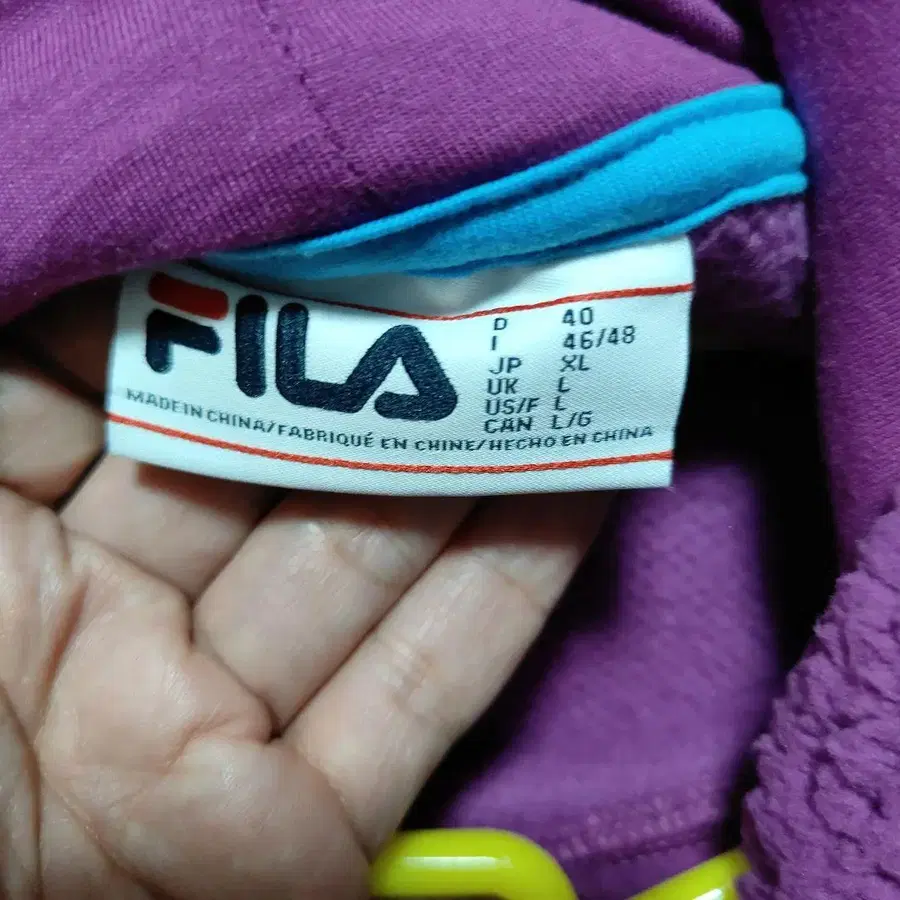 FILA
D 40
I 46/48
JP XL
UK L
US/F L
CAN L/G
MADE IN CHINA/FABRIQUÉ EN CHINE/HECHO EN CHINA